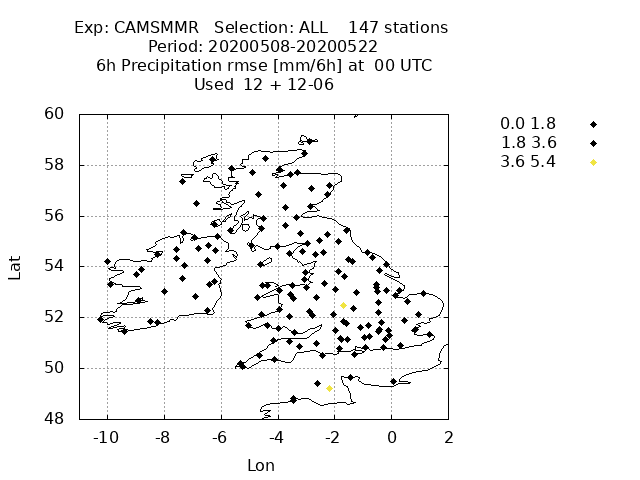 Exp: CAMSMMR   Selection: ALL    147 stations
Period: 20200508-20200522
6h Precipitation rmse [mm/6h] at  00 UTC
Used  12 + 12-06
0.0 1.8
1.8 3.6
3.6 5.4
60
58
56
54
52
50
48
Lat
-10 -8 -6 -4 -2 0 2
Lon